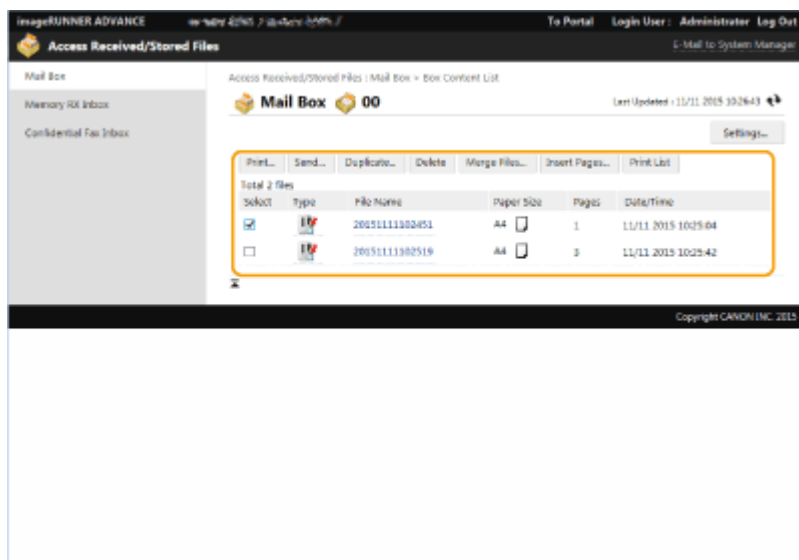 imageRUNNER ADVANCE To Portal Login User : Administrator Log Out
Access Received/Stored Files E-Mail to System Manager
Mail Box
Memory RX Inbox
Confidential Fax Inbox
Access Received/Stored Files : Mail Box > Box Content List
Mail Box 00
Last Updated : 11/11 2015 10:26:43
Settings...
Print... Send... Duplicate... Delete Merge Files... Insert Pages... Print List
Total 2 files
Select Type File Name Paper Size Pages Date/Time
20151111102451 A4 1 11/11 2015 10:25:04
20151111102519 A4 3 11/11 2015 10:25:42
Copyright CANON INC. 2015